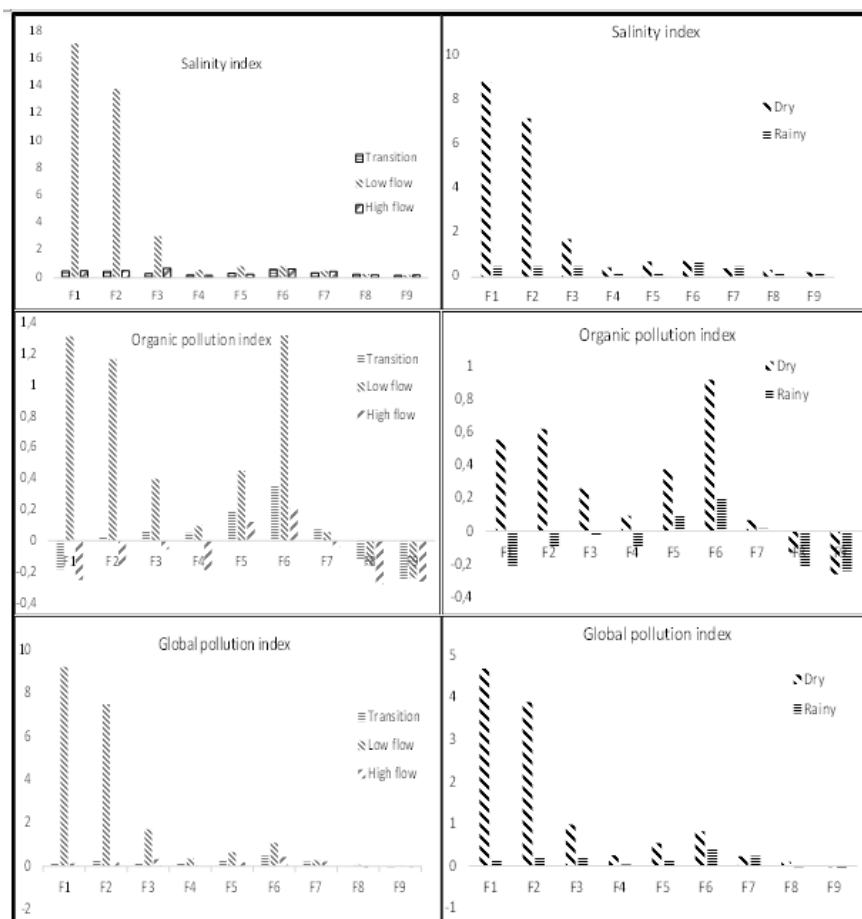 Salinity index
18
16
14
12
10
8
6
4
2
0
Transition
Low flow
High flow
F1 F2 F3 F4 F5 F6 F7 F8 F9
Salinity index
10
8
6
4
2
0
Dry
Rainy
F1 F2 F3 F4 F5 F6 F7 F8 F9
Organic pollution index
1,4
1,2
1
0,8
0,6
0,4
0,2
0
-0,2
-0,4
Transition
Low flow
High flow
F1 F2 F3 F4 F5 F6 F7
Organic pollution index
1
0,8
0,6
0,4
0,2
0
-0,2
-0,4
Dry
Rainy
F2 F3 F4 F5 F6 F7
Global pollution index
10
8
6
4
2
0
-2
Transition
Low flow
High flow
F1 F2 F3 F4 F5 F6 F7 F8 F9
Global pollution index
5
4
3
2
1
0
-1
Dry
Rainy
F1 F2 F3 F4 F5 F6 F7 F8 F9